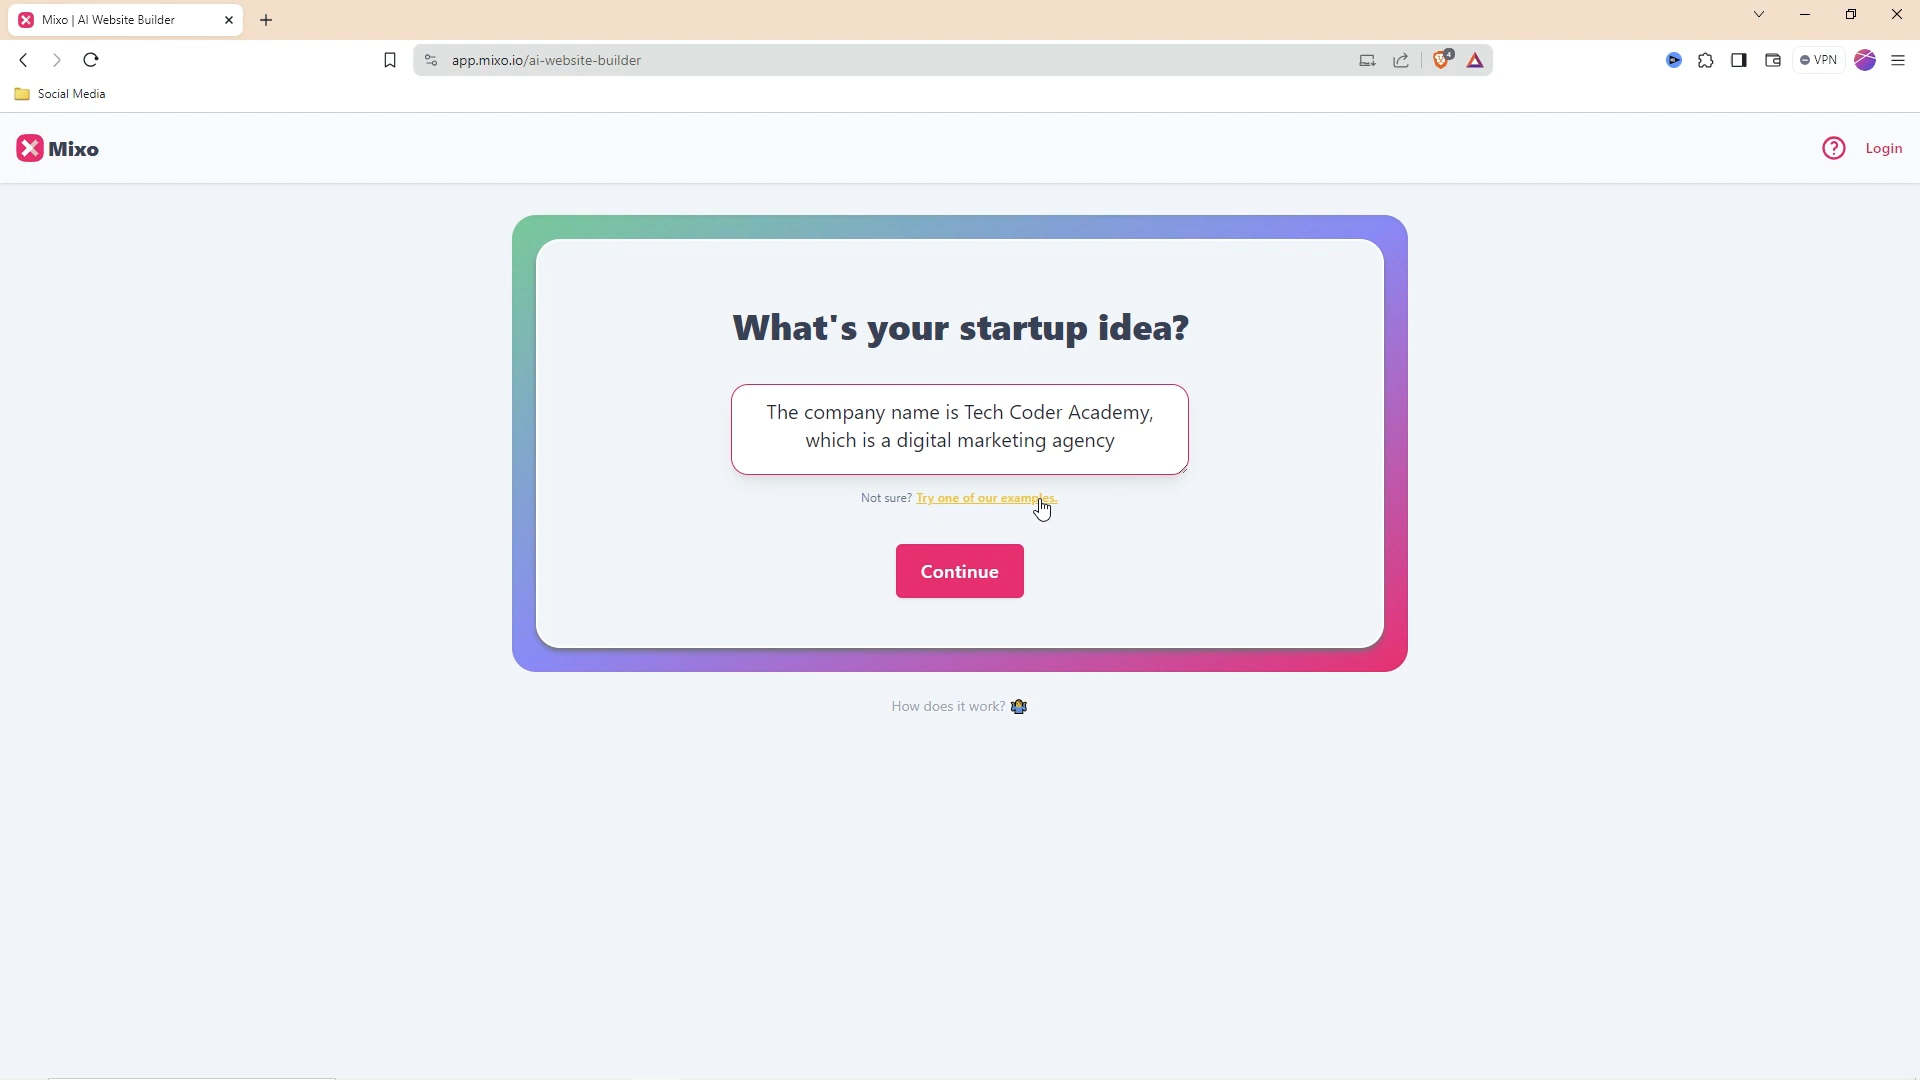 Mixo | AI Website Builder
app.mixo.io/ai-website-builder
4
VPN
Social Media
Mixo
?
Login
What's your startup idea?
The company name is Tech Coder Academy,
which is a digital marketing agency
Not sure? Try one of our examples.
Continue
How does it work?